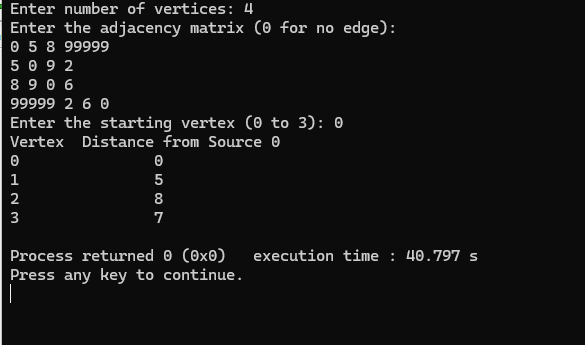 Enter number of vertices: 4
Enter the adjacency matrix (0 for no edge):
0 5 8 99999
5 0 9 2
8 9 0 6
99999 2 6 0
Enter the starting vertex (0 to 3): 0
Vertex  Distance from Source 0
0               0
1               5
2               8
3               7

Process returned 0 (0x0)   execution time : 40.797 s
Press any key to continue.